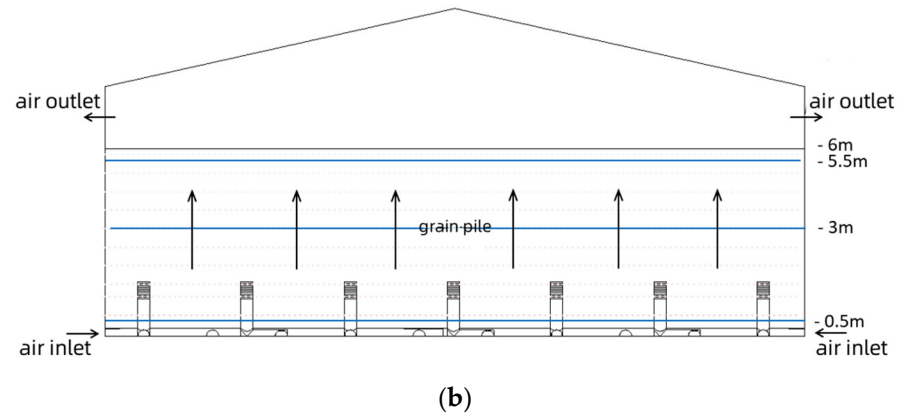 air outlet
air outlet
- 6m
- 5.5m
grain·pile
- 3m
- 0.5m
air inlet
air inlet
(b)